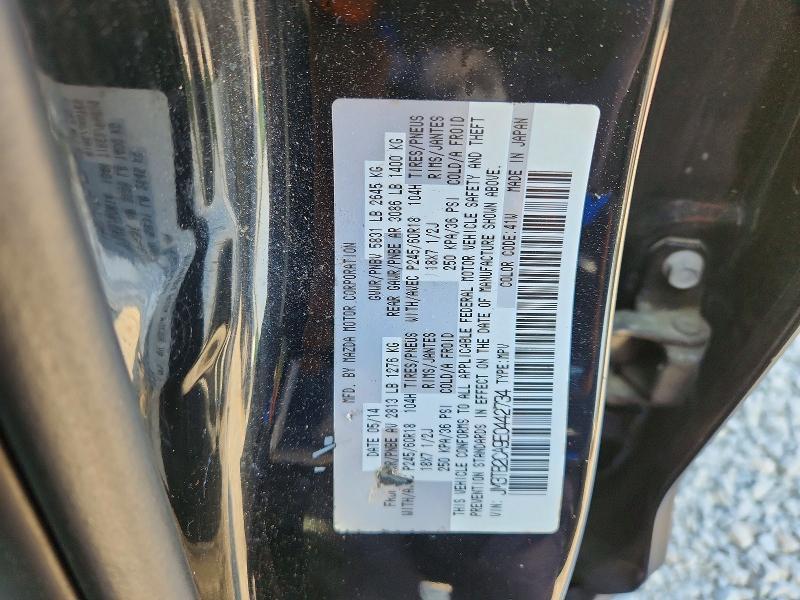 MFD. BY MAZDA MOTOR CORPORATION
DATE 05/14 GVWR/PNBV 5831 LB 2645 KG
GAWR/PNBE AV 2813 LB 1276 KG REAR GAWR/PNBE AR 3086 LB 1400 KG
WITH/AVEC P245/60R18 104H TIRES/PNEUS WITH/AVEC P245/60R18 104H TIRES/PNEUS
18X7 1/2J RIMS/JANTES 18X7 1/2J RIMS/JANTES
250 KPA/36 PSI COLD/A FROID 250 KPA/36 PSI COLD/A FROID
THIS VEHICLE CONFORMS TO ALL APPLICABLE FEDERAL MOTOR VEHICLE SAFETY AND THEFT
PREVENTION STANDARDS IN EFFECT ON THE DATE OF MANUFACTURE SHOWN ABOVE.
VIN: JM3TB2CA9E0442734 TYPE:MPV COLOR CODE:41W MADE IN JAPAN